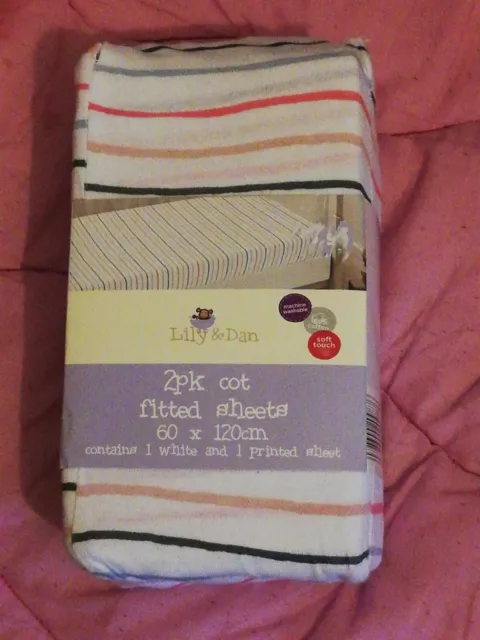 machine
washable
soft
touch
Lily & Dan
2pk cot
fitted sheets
60 x 120cm
contains 1 white and 1 printed sheet